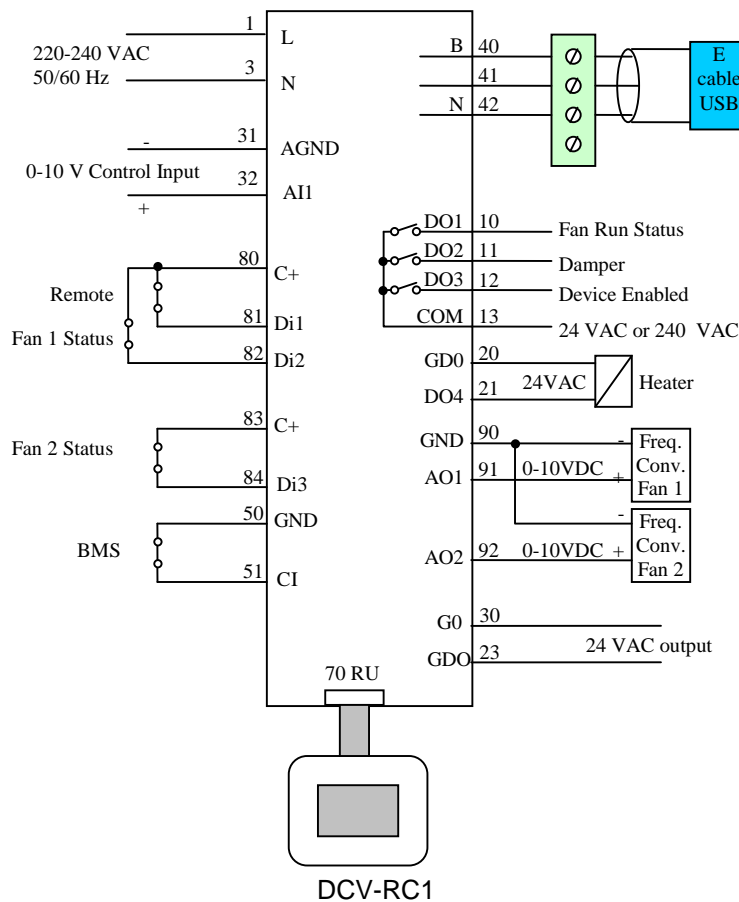 1
L
220-240 VAC
50/60 Hz
3
N
31
-
AGND
0-10 V Control Input
32
AI1
+
80
C+
Remote
81
Di1
Fan 1 Status
82
Di2
83
C+
Fan 2 Status
84
Di3
50
GND
BMS
51
CI
B 40
41
N 42
E
cable
USB
DO1 10
Fan Run Status
DO2 11
Damper
DO3 12
Device Enabled
COM 13
24 VAC or 240 VAC
GD0 20
24VAC
Heater
DO4 21
GND 90
-
Freq.
Conv.
Fan 1
AO1 91
0-10VDC +
-
Freq.
Conv.
Fan 2
AO2 92
0-10VDC +
G0 30
24 VAC output
GDO 23
70 RU
DCV-RC1